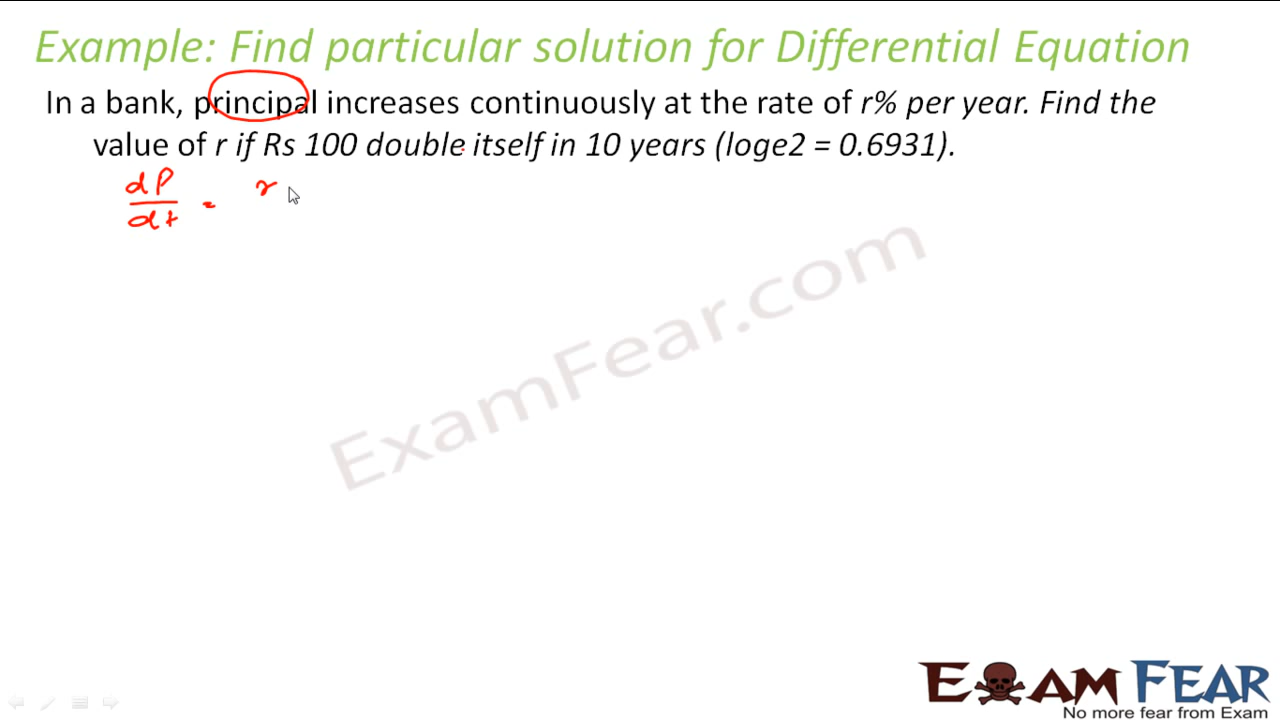 Example: Find particular solution for Differential Equation
In a bank, principal increases continuously at the rate of r% per year. Find the
value of r if Rs 100 double itself in 10 years (loge2 = 0.6931).
dP
dt
= r
ExamFear.com
EXAM FEAR
No more fear from Exam